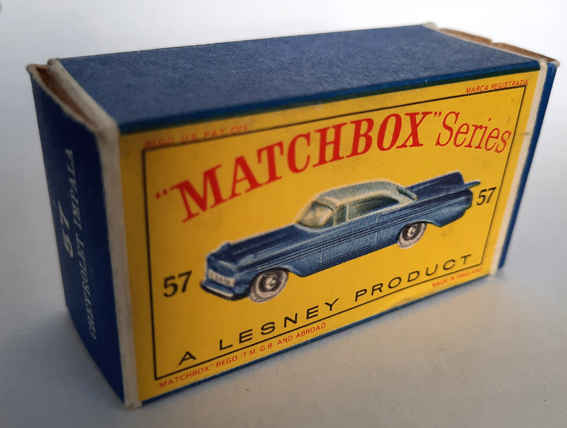 REGD. U.S. PAT. OFF.
MARCA REGISTRADA
"MATCHBOX" Series
57
57
A LESNEY PRODUCT
MADE IN ENGLAND
"MATCHBOX" REGD. T.M. G.B. AND ABROAD
57
CHEVROLET IMPALA